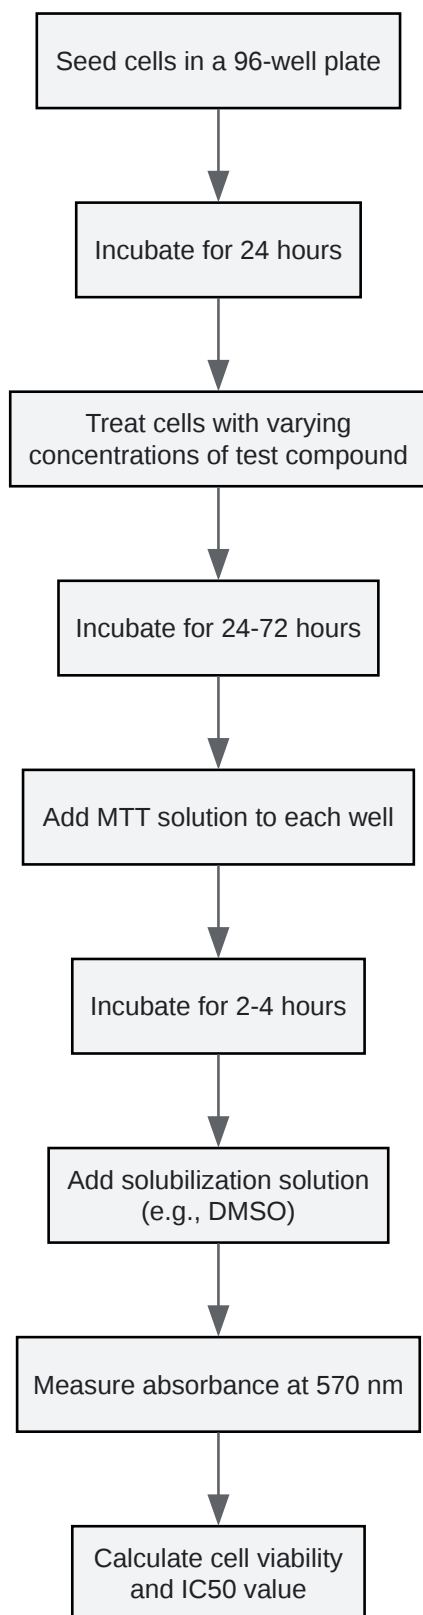 Seed cells in a 96-well plate
Incubate for 24 hours
Treat cells with varying
concentrations of test compound
Incubate for 24-72 hours
Add MTT solution to each well
Incubate for 2-4 hours
Add solubilization solution
(e.g., DMSO)
Measure absorbance at 570 nm
Calculate cell viability
and IC50 value